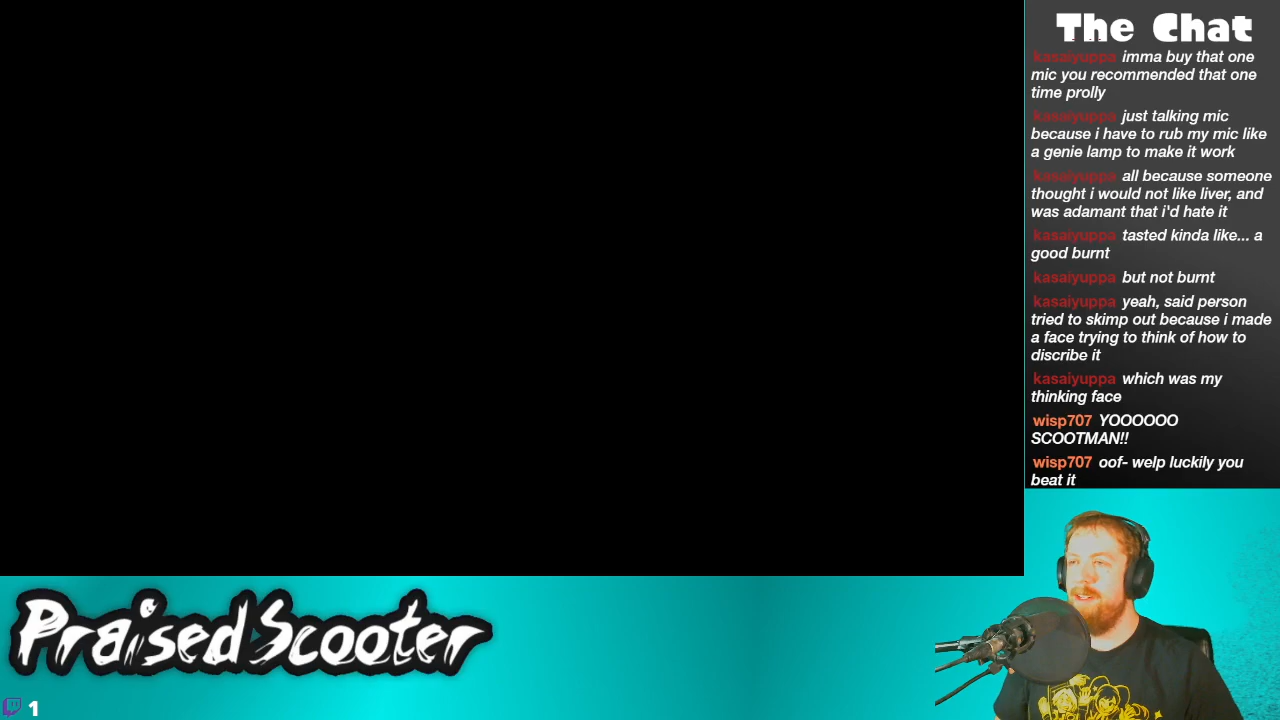 The Chat
kasaiyuppa imma buy that one
mic you recommended that one
time prolly
kasaiyuppa just talking mic
because i have to rub my mic like
a genie lamp to make it work
kasaiyuppa all because someone
thought i would not like liver, and
was adamant that i'd hate it
kasaiyuppa tasted kinda like... a
good burnt
kasaiyuppa but not burnt
kasaiyuppa yeah, said person
tried to skimp out because i made
a face trying to think of how to
discribe it
kasaiyuppa which was my
thinking face
wisp707 YOOOOOO
SCOOTMAN!!
wisp707 oof- welp luckily you
beat it
PraisedScooter
1